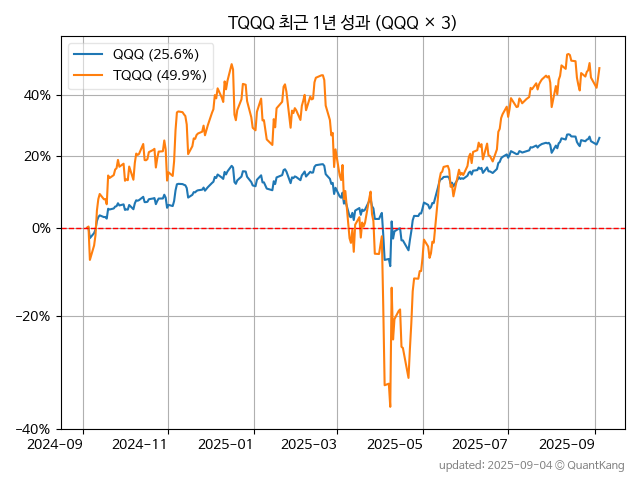 TQQQ 최근 1년 성과 (QQQ × 3)
QQQ (25.6%)
TQQQ (49.9%)
40%
20%
0%
−20%
−40%
2024-09 2024-11 2025-01 2025-03 2025-05 2025-07 2025-09
updated: 2025-09-04 © QuantKang